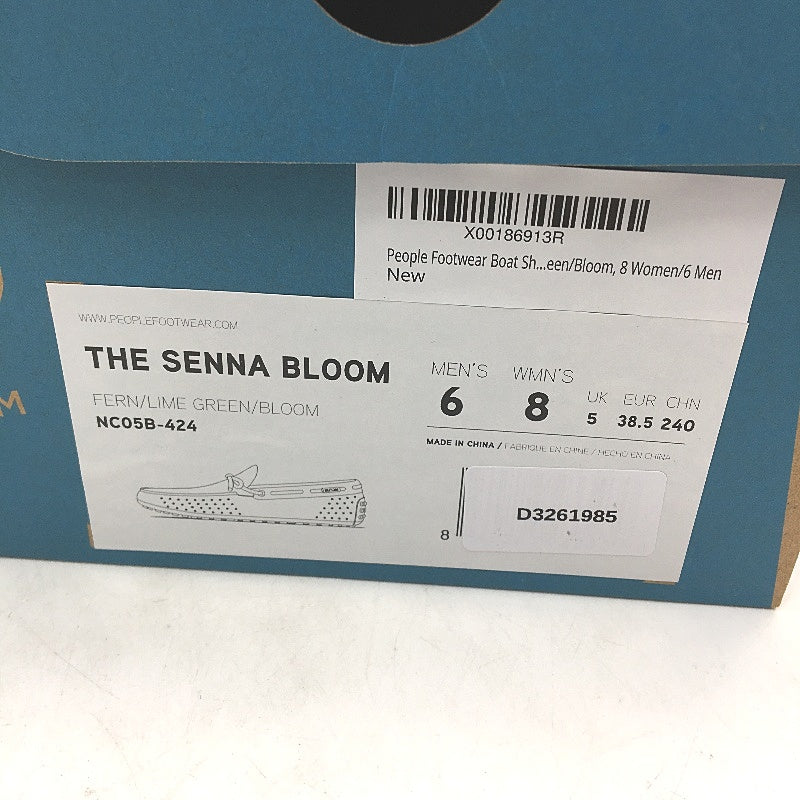 X00186913R
People Footwear Boat Sh...een/Bloom, 8 Women/6 Men
New
WWW.PEOPLEFOOTWEAR.COM
THE SENNA BLOOM
FERN/LIME GREEN/BLOOM
NC05B-424
MEN'S WMN'S UK EUR CHN
6 8 5 38.5 240
MADE IN CHINA / FABRIQUE EN CHINE / HECHO EN CHINA
D3261985
8
M